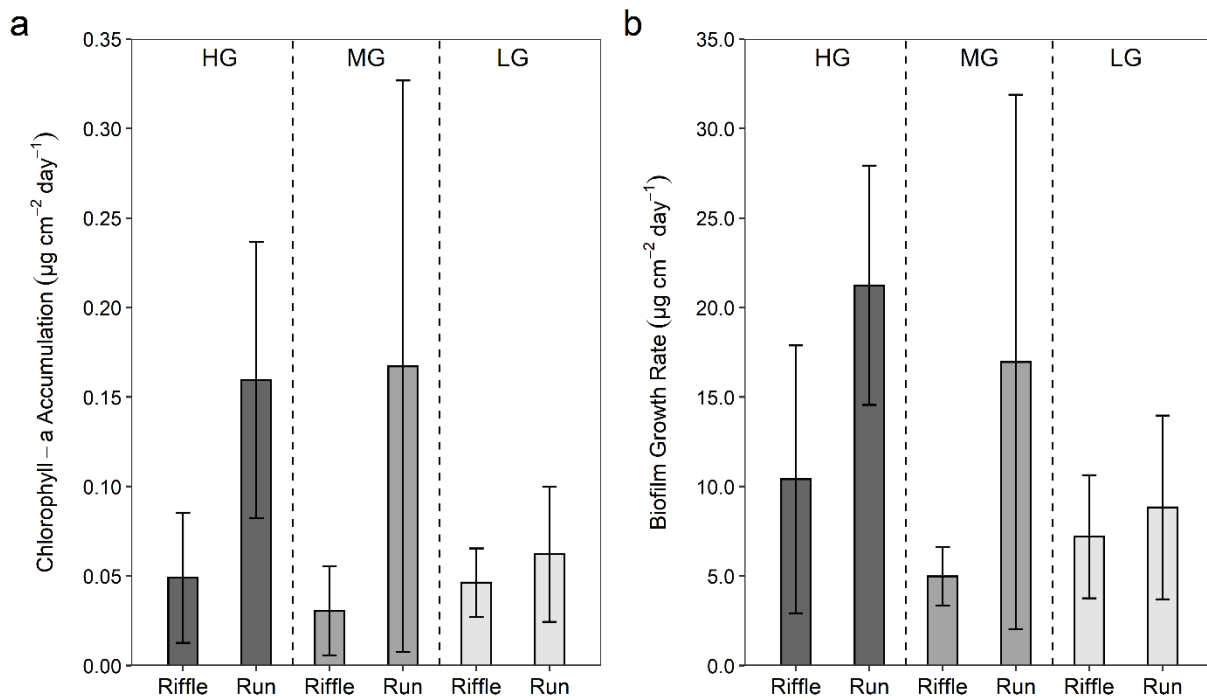 a
Chlorophyll – a Accumulation (µg cm⁻² day⁻¹)
0.35
0.30
0.25
0.20
0.15
0.10
0.05
0.00
HG MG LG
Riffle Run Riffle Run Riffle Run
b
Biofilm Growth Rate (µg cm⁻² day⁻¹)
35.0
30.0
25.0
20.0
15.0
10.0
5.0
0.0
HG MG LG
Riffle Run Riffle Run Riffle Run